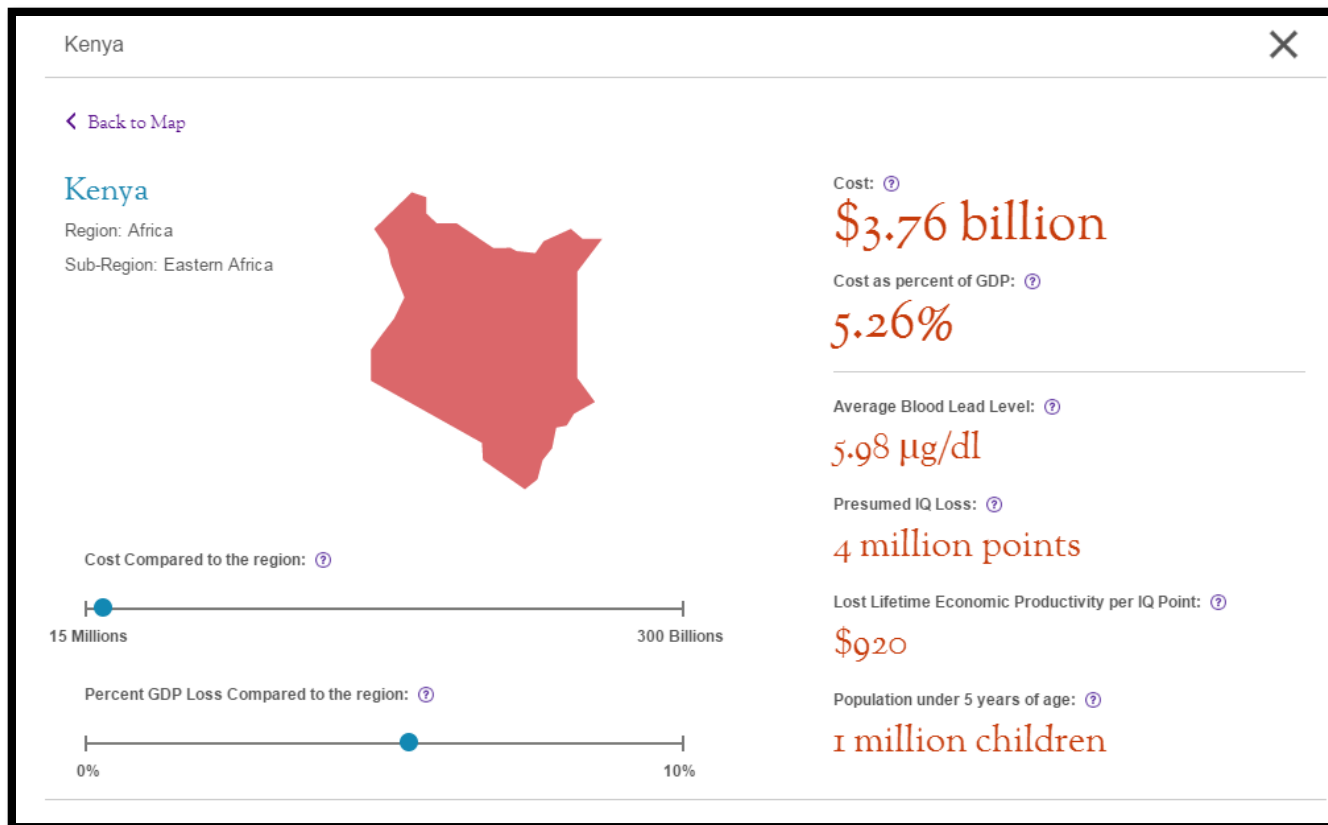 Kenya
Back to Map
Kenya
Region: Africa
Sub-Region: Eastern Africa
Cost: ?
$3.76 billion
Cost as percent of GDP: ?
5.26%
Average Blood Lead Level: ?
5.98 µg/dl
Presumed IQ Loss: ?
4 million points
Lost Lifetime Economic Productivity per IQ Point: ?
$920
Population under 5 years of age: ?
1 million children
Cost Compared to the region: ?
15 Millions 300 Billions
Percent GDP Loss Compared to the region: ?
0% 10%